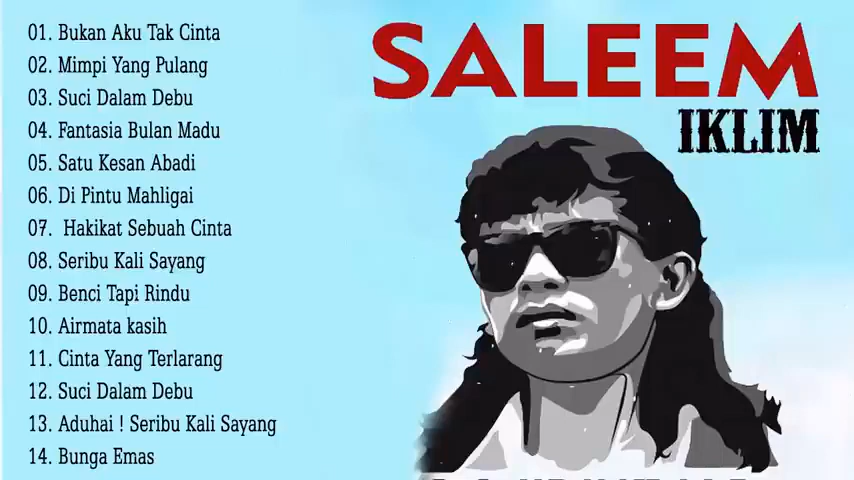 01. Bukan Aku Tak Cinta
02. Mimpi Yang Pulang
03. Suci Dalam Debu
04. Fantasia Bulan Madu
05. Satu Kesan Abadi
06. Di Pintu Mahligai
07. Hakikat Sebuah Cinta
08. Seribu Kali Sayang
09. Benci Tapi Rindu
10. Airmata kasih
11. Cinta Yang Terlarang
12. Suci Dalam Debu
13. Aduhai ! Seribu Kali Sayang
14. Bunga Emas
SALEEM
IKLIM